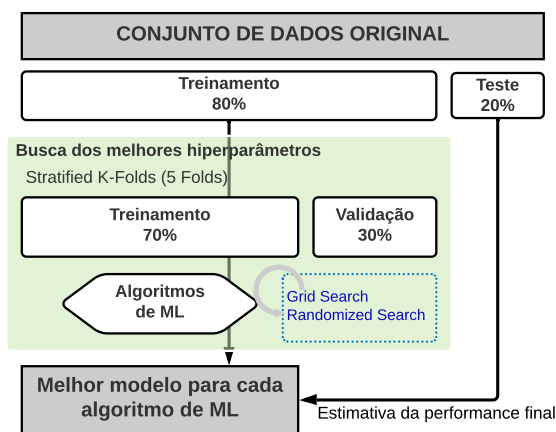 CONJUNTO DE DADOS ORIGINAL
Treinamento
80%
Teste
20%
Busca dos melhores hiperparâmetros
Stratified K-Folds (5 Folds)
Treinamento
70%
Validação
30%
Algoritmos
de ML
Grid Search
Randomized Search
Melhor modelo para cada
algoritmo de ML
Estimativa da performance final